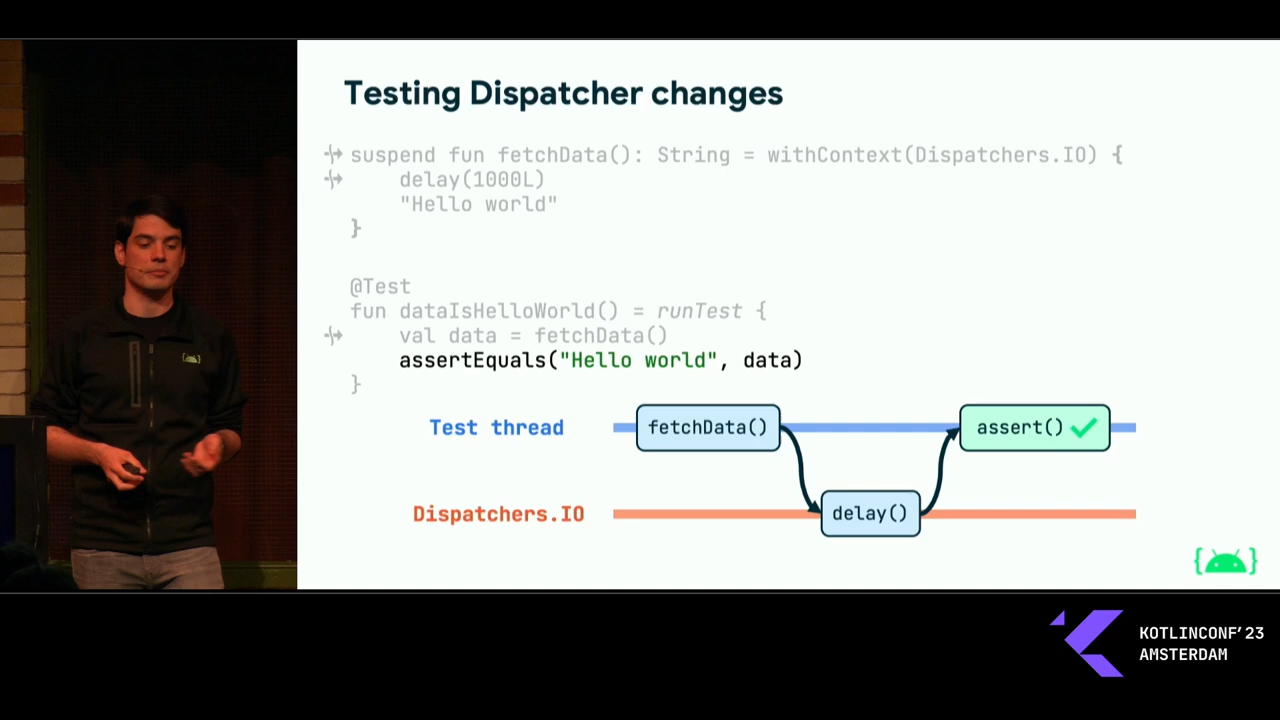 Testing Dispatcher changes
suspend fun fetchData(): String = withContext(Dispatchers.IO) {
delay(1000L)
"Hello world"
}
@Test
fun dataIsHelloWorld() = runTest {
val data = fetchData()
assertEquals("Hello world", data)
}
Test thread
fetchData()
assert()
Dispatchers.IO
delay()
KOTLINCONF'23
AMSTERDAM